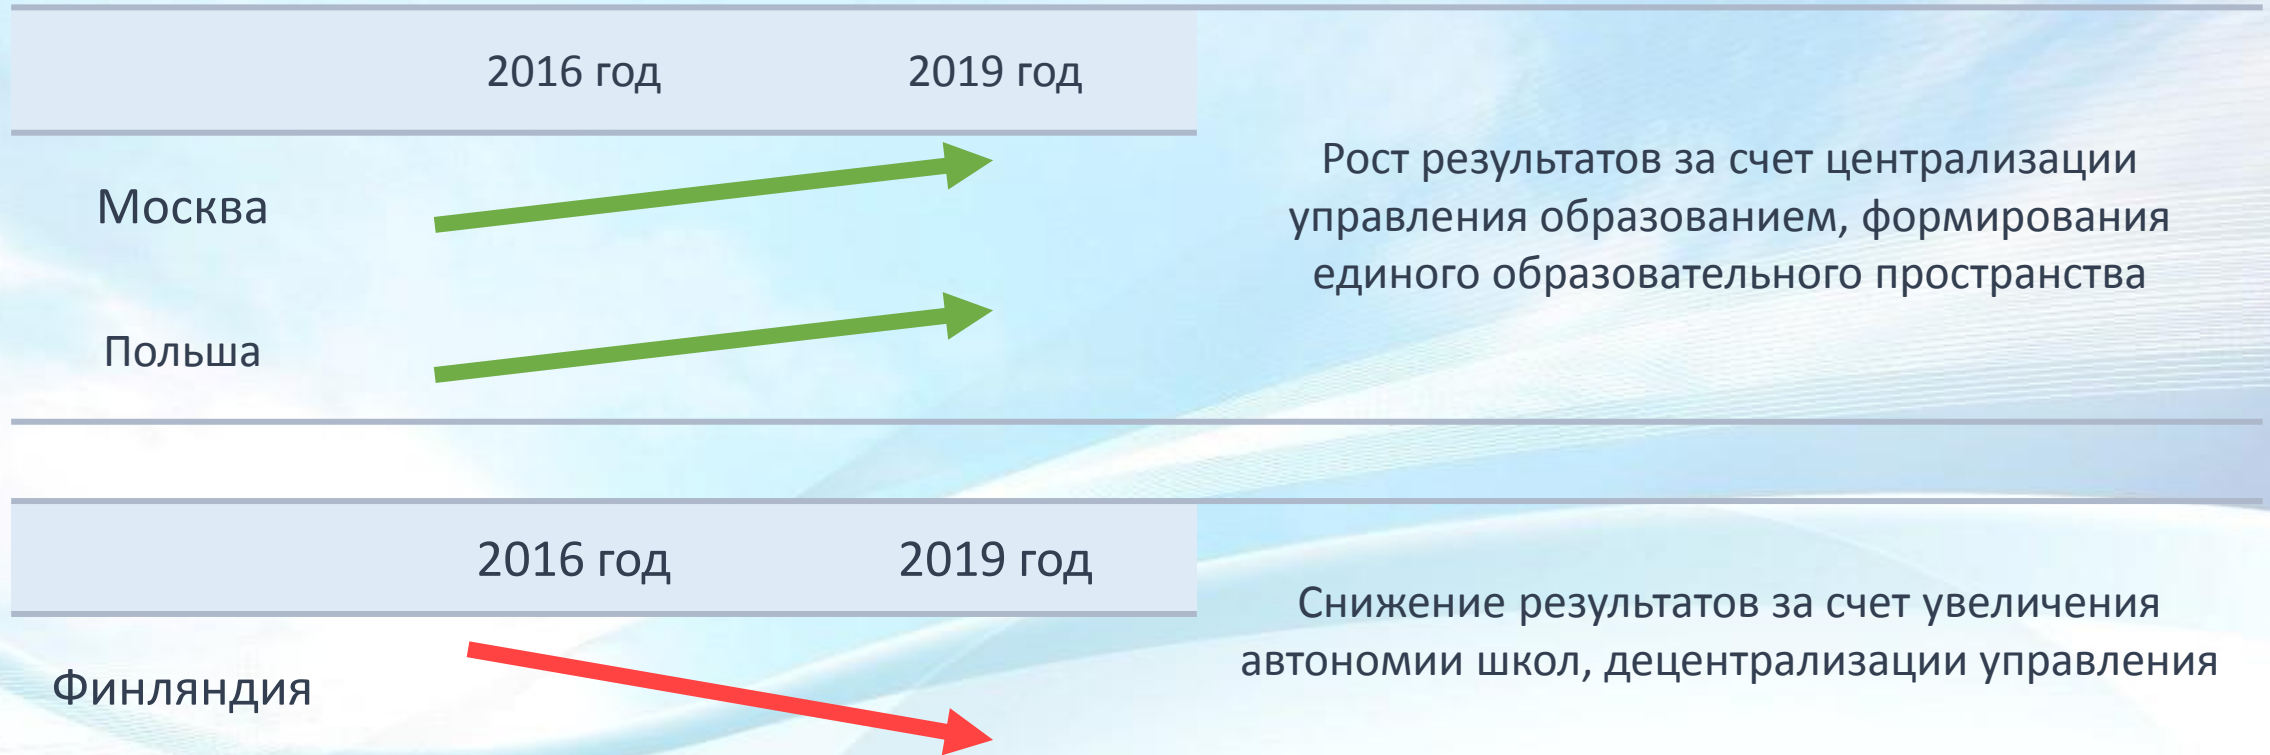 2016 год 2019 год
Москва
Польша
Рост результатов за счет централизации
управления образованием, формирования
единого образовательного пространства
2016 год 2019 год
Финляндия
Снижение результатов за счет увеличения
автономии школ, децентрализации управления